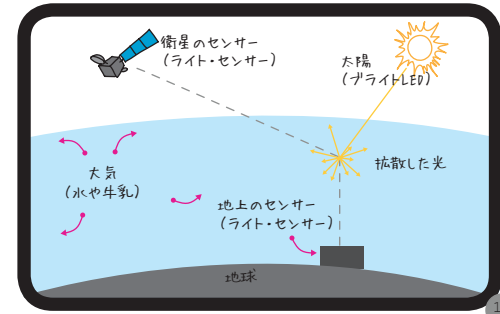 衛星のセンサー
(ライト・センサー)
太陽
(ブライトLED)
大気
(水や牛乳)
拡散した光
地上のセンサー
(ライト・センサー)
地球
1